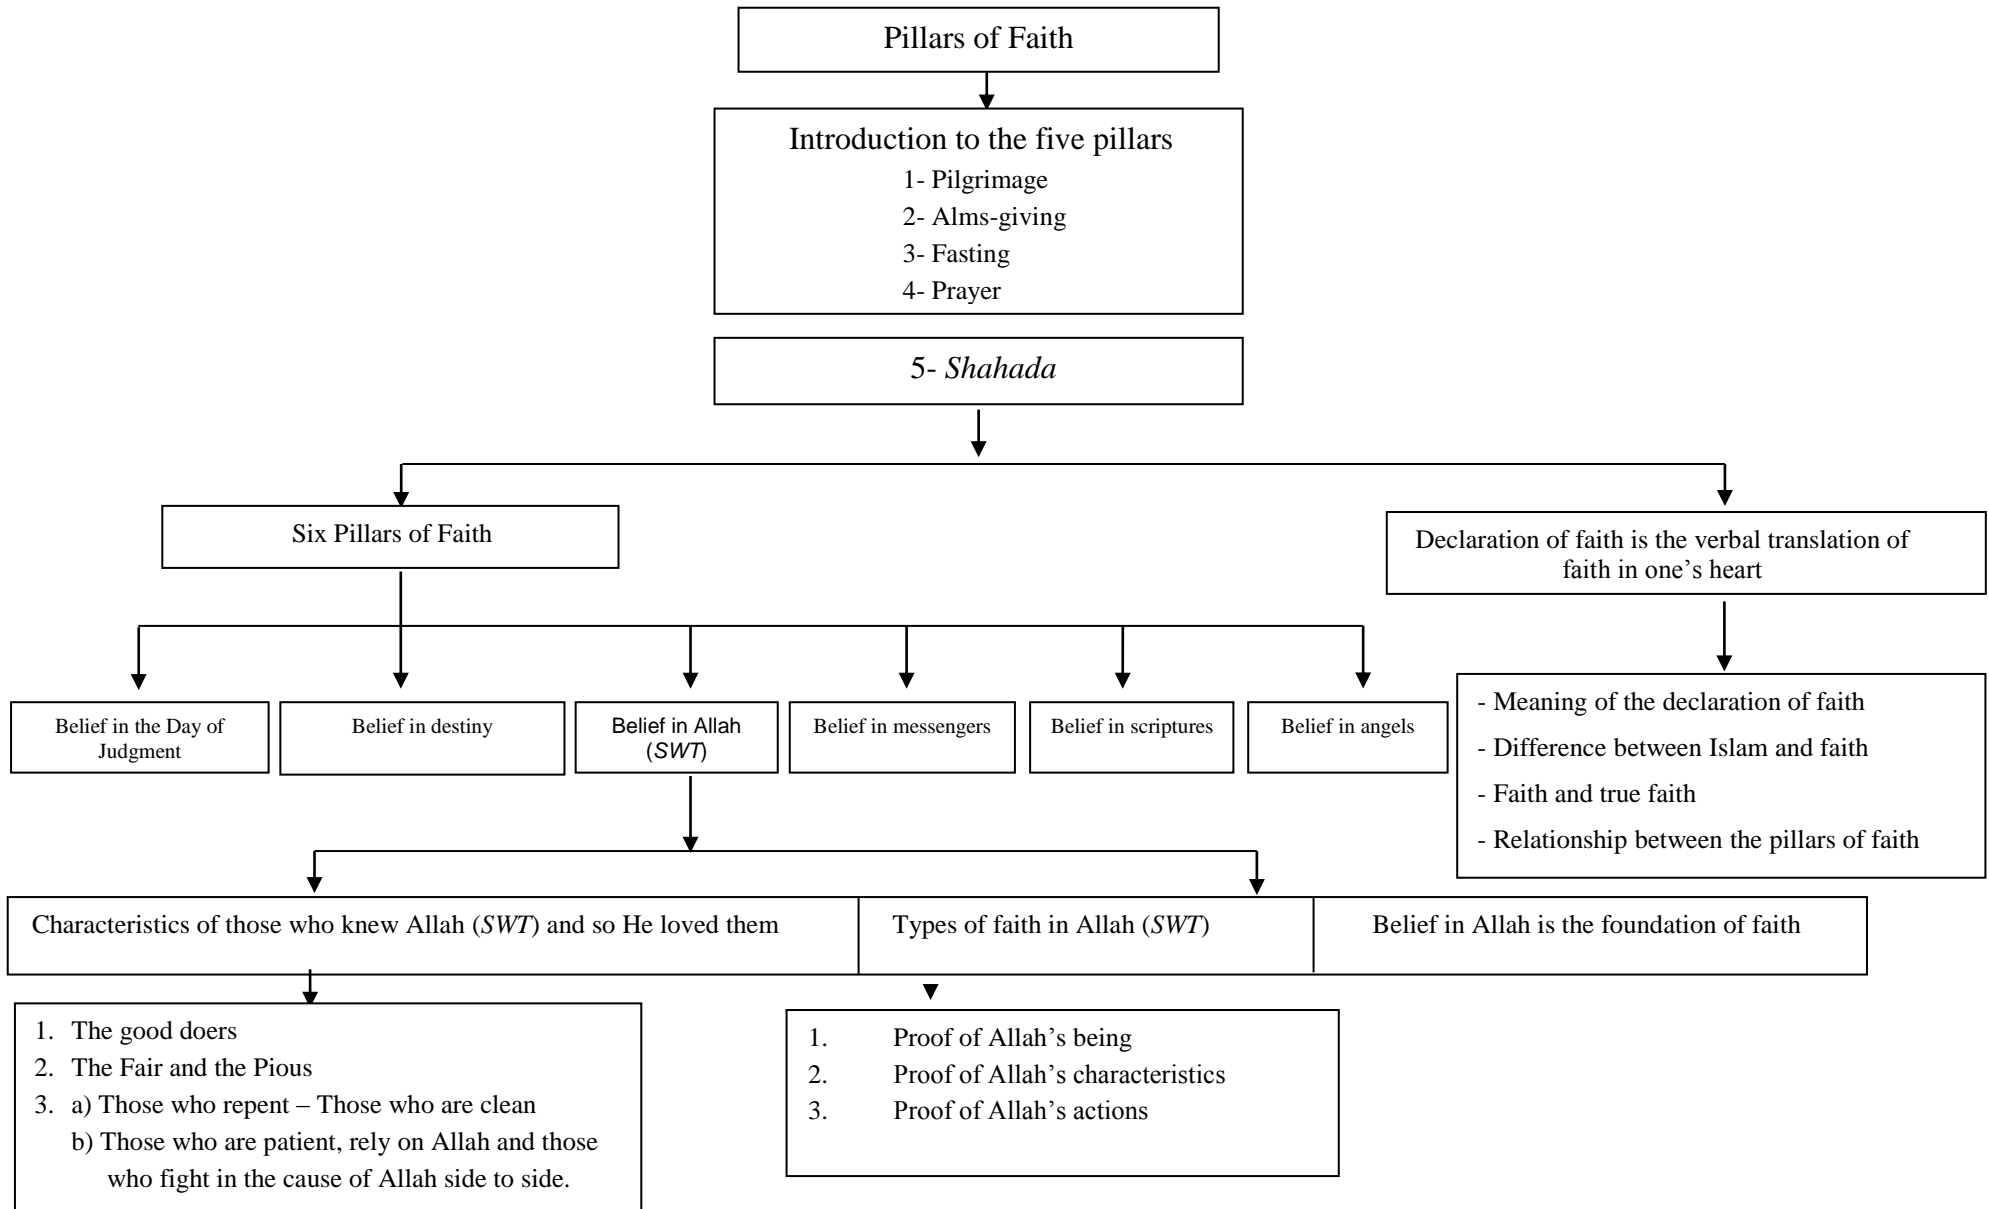 Pillars of Faith
Introduction to the five pillars
1- Pilgrimage
2- Alms-giving
3- Fasting
4- Prayer
5- Shahada
Six Pillars of Faith
Declaration of faith is the verbal translation of
faith in one’s heart
Belief in the Day of
Judgment
Belief in destiny
Belief in Allah
(SWT)
Belief in messengers
Belief in scriptures
Belief in angels
- Meaning of the declaration of faith
- Difference between Islam and faith
- Faith and true faith
- Relationship between the pillars of faith
Characteristics of those who knew Allah (SWT) and so He loved them
Types of faith in Allah (SWT)
Belief in Allah is the foundation of faith
1. The good doers
2. The Fair and the Pious
3. a) Those who repent – Those who are clean
b) Those who are patient, rely on Allah and those
who fight in the cause of Allah side to side.
1. Proof of Allah’s being
2. Proof of Allah’s characteristics
3. Proof of Allah’s actions